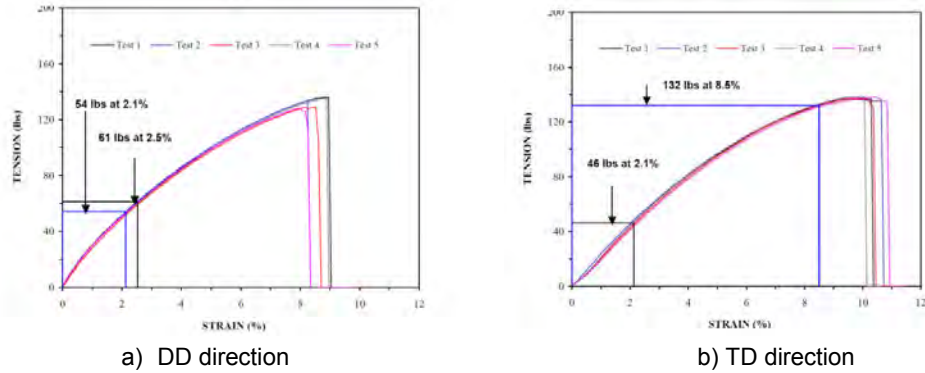 200
Test 1 Test 2 Test 3 Test 4 Test 5
160
54 lbs at 2.1%
120
61 lbs at 2.5%
TENSION (lbs)
80
40
0
0 2 4 6 8 10 12
STRAIN (%)
a) DD direction
200
Test 1 Test 2 Test 3 Test 4 Test 5
160
132 lbs at 8.5%
120
TENSION (lbs)
80
46 lbs at 2.1%
40
0
0 2 4 6 8 10 12
STRAIN (%)
b) TD direction